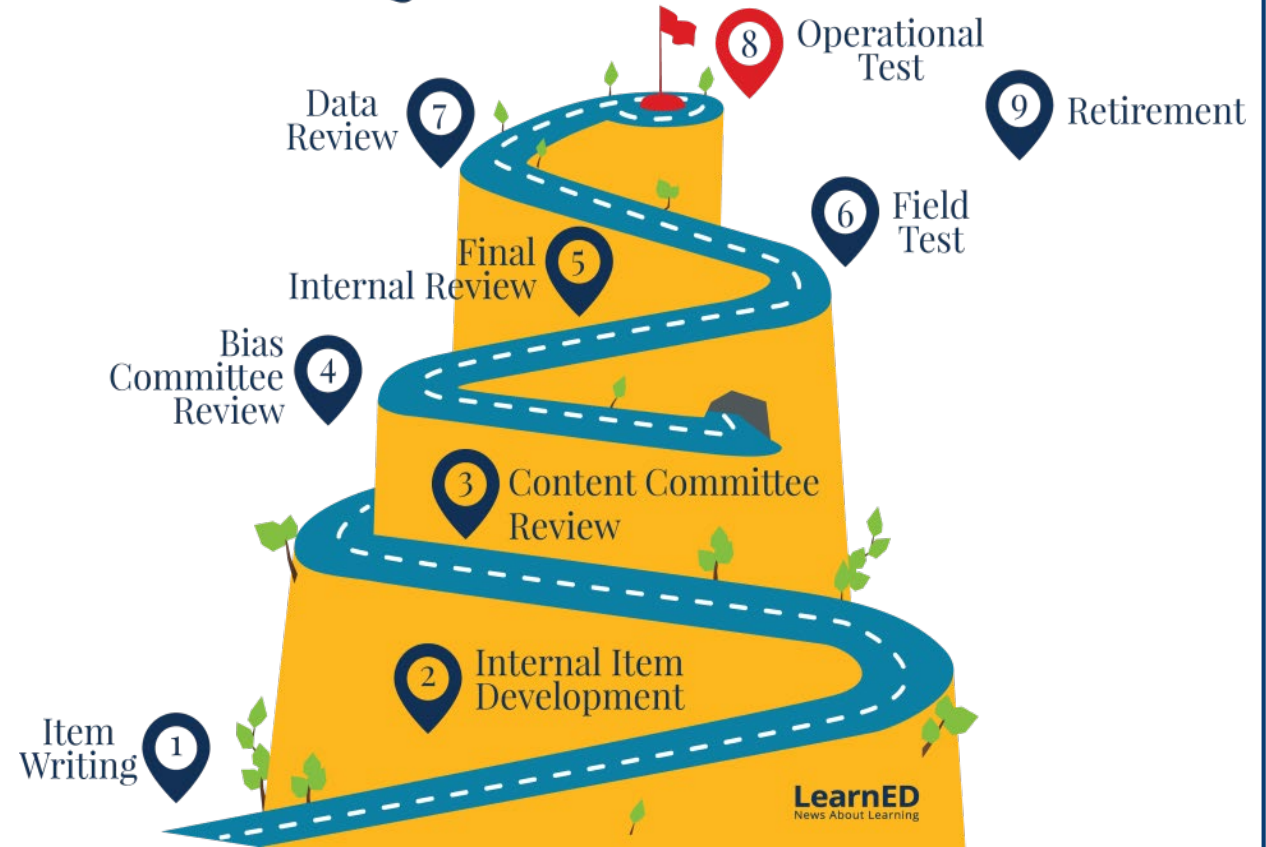 8
Operational
Test
Data
Review
7
9
Retirement
6
Field
Test
Final
Internal Review
5
Bias
Committee
Review
4
3
Content Committee
Review
2
Internal Item
Development
Item
Writing
1
LearnED
News About Learning